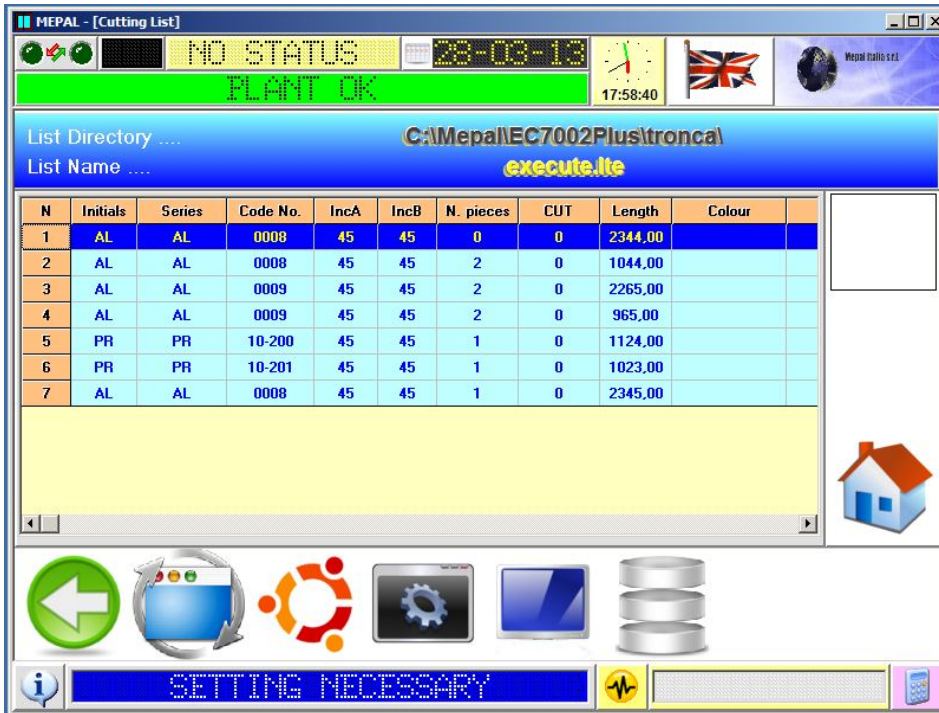 MEPAL - [Cutting List]
NO STATUS
28-03-13
PLANT OK
17:58:40
Mepal Italia s.r.l
List Directory ....
C:\Mepal\EC7002Plus\tronca\
List Name ....
execute.lte
N Initials Series Code No. IncA IncB N. pieces CUT Length Colour
1 AL AL 0008 45 45 0 0 2344,00
2 AL AL 0008 45 45 2 0 1044,00
3 AL AL 0009 45 45 2 0 2265,00
4 AL AL 0009 45 45 2 0 965,00
5 PR PR 10-200 45 45 1 0 1124,00
6 PR PR 10-201 45 45 1 0 1023,00
7 AL AL 0008 45 45 1 0 2345,00
SETTING NECESSARY